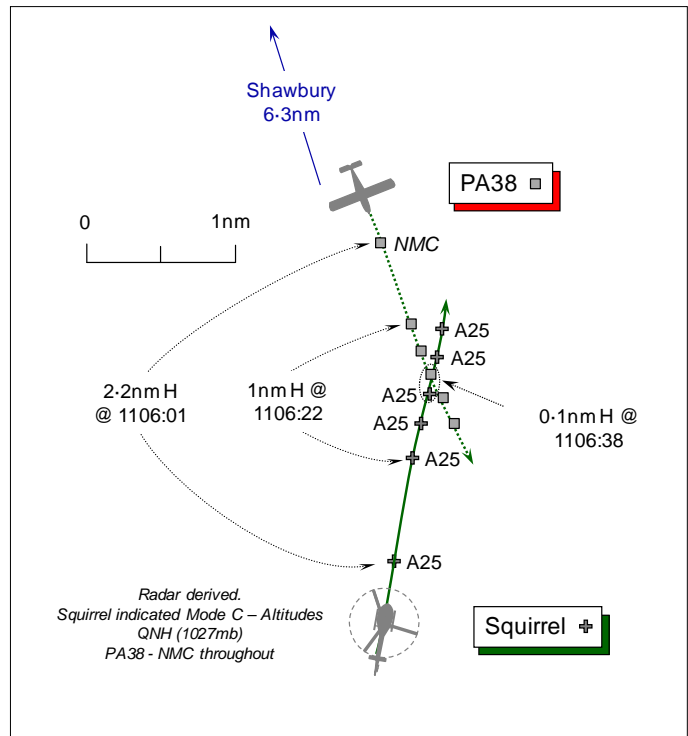 Shawbury
6·3nm
PA38
0
1nm
NMC
A25
A25
2·2nm H
@ 1106:01
1nm H @
1106:22
A25
0·1nm H @
1106:38
A25
A25
A25
Radar derived.
Squirrel indicated Mode C – Altitudes
QNH (1027mb)
PA38 - NMC throughout
Squirrel